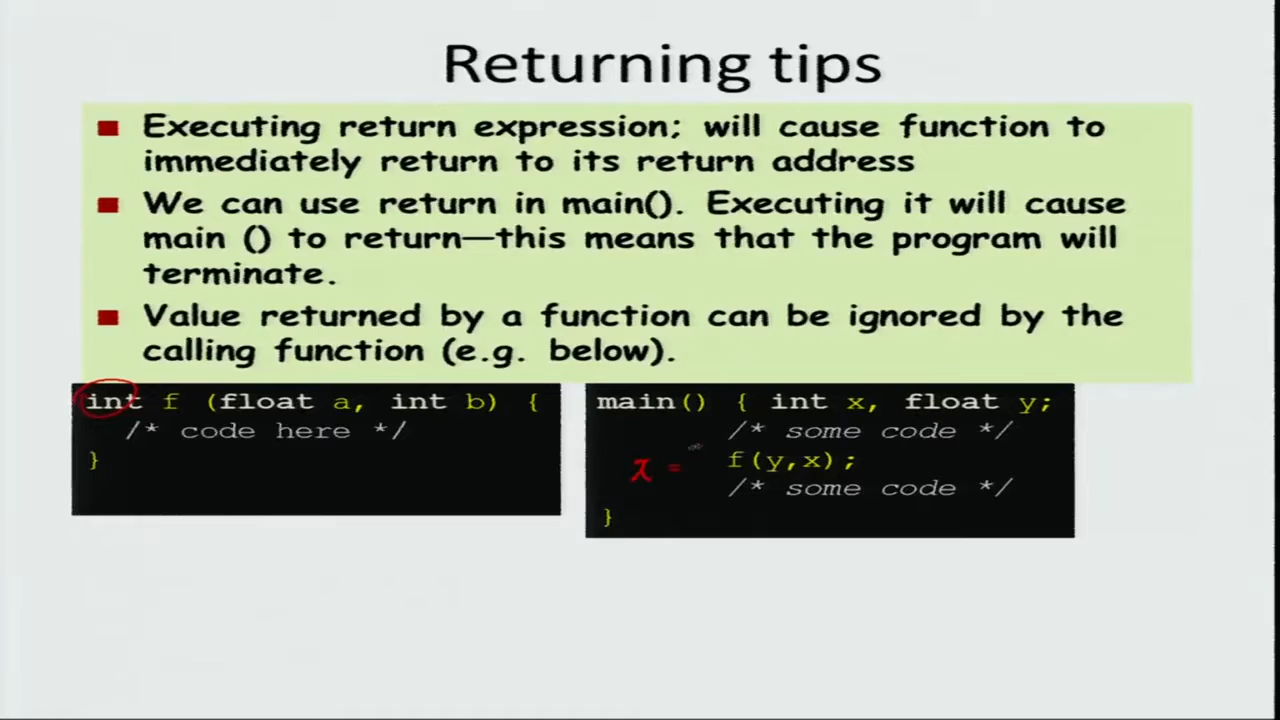 Returning tips
Executing return expression; will cause function to
immediately return to its return address
We can use return in main(). Executing it will cause
main () to return—this means that the program will
terminate.
Value returned by a function can be ignored by the
calling function (e.g. below).
int f (float a, int b) {
/* code here */
}
main() { int x, float y;
/* some code */
x = f(y,x);
/* some code */
}